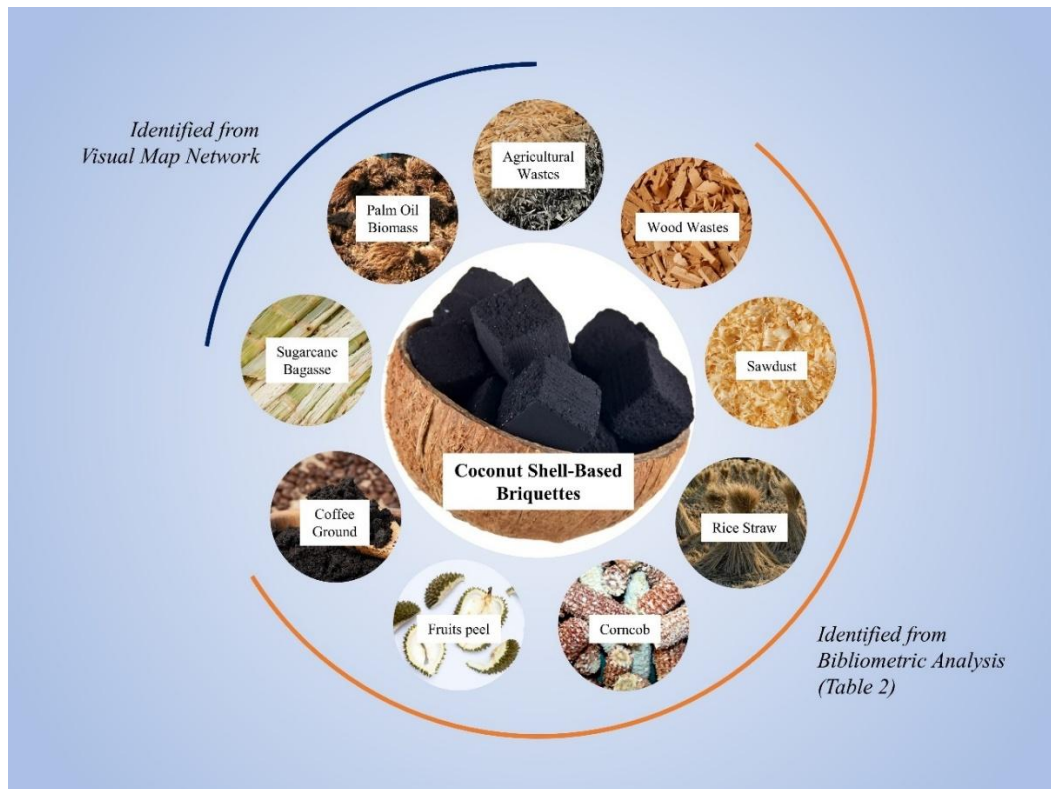 Identified from
Visual Map Network
Agricultural
Wastes
Palm Oil
Biomass
Wood Wastes
Sugarcane
Bagasse
Sawdust
Coconut Shell-Based
Briquettes
Coffee
Ground
Rice Straw
Fruits peel
Corncob
Identified from
Bibliometric Analysis
(Table 2)